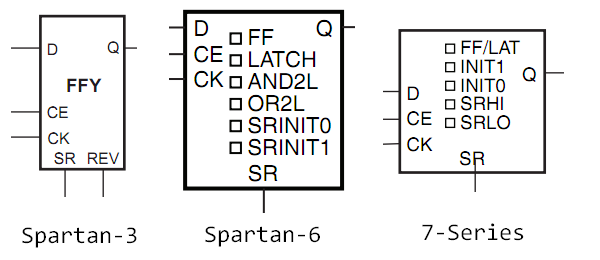 D Q
FFY
CE
CK
SR REV
Spartan-3
D Q
FF
CE
LATCH
CK
AND2L
OR2L
SRINIT0
SRINIT1
SR
Spartan-6
FF/LAT
INIT1
Q
INIT0
D
SRHI
CE
SRLO
CK
SR
7-Series